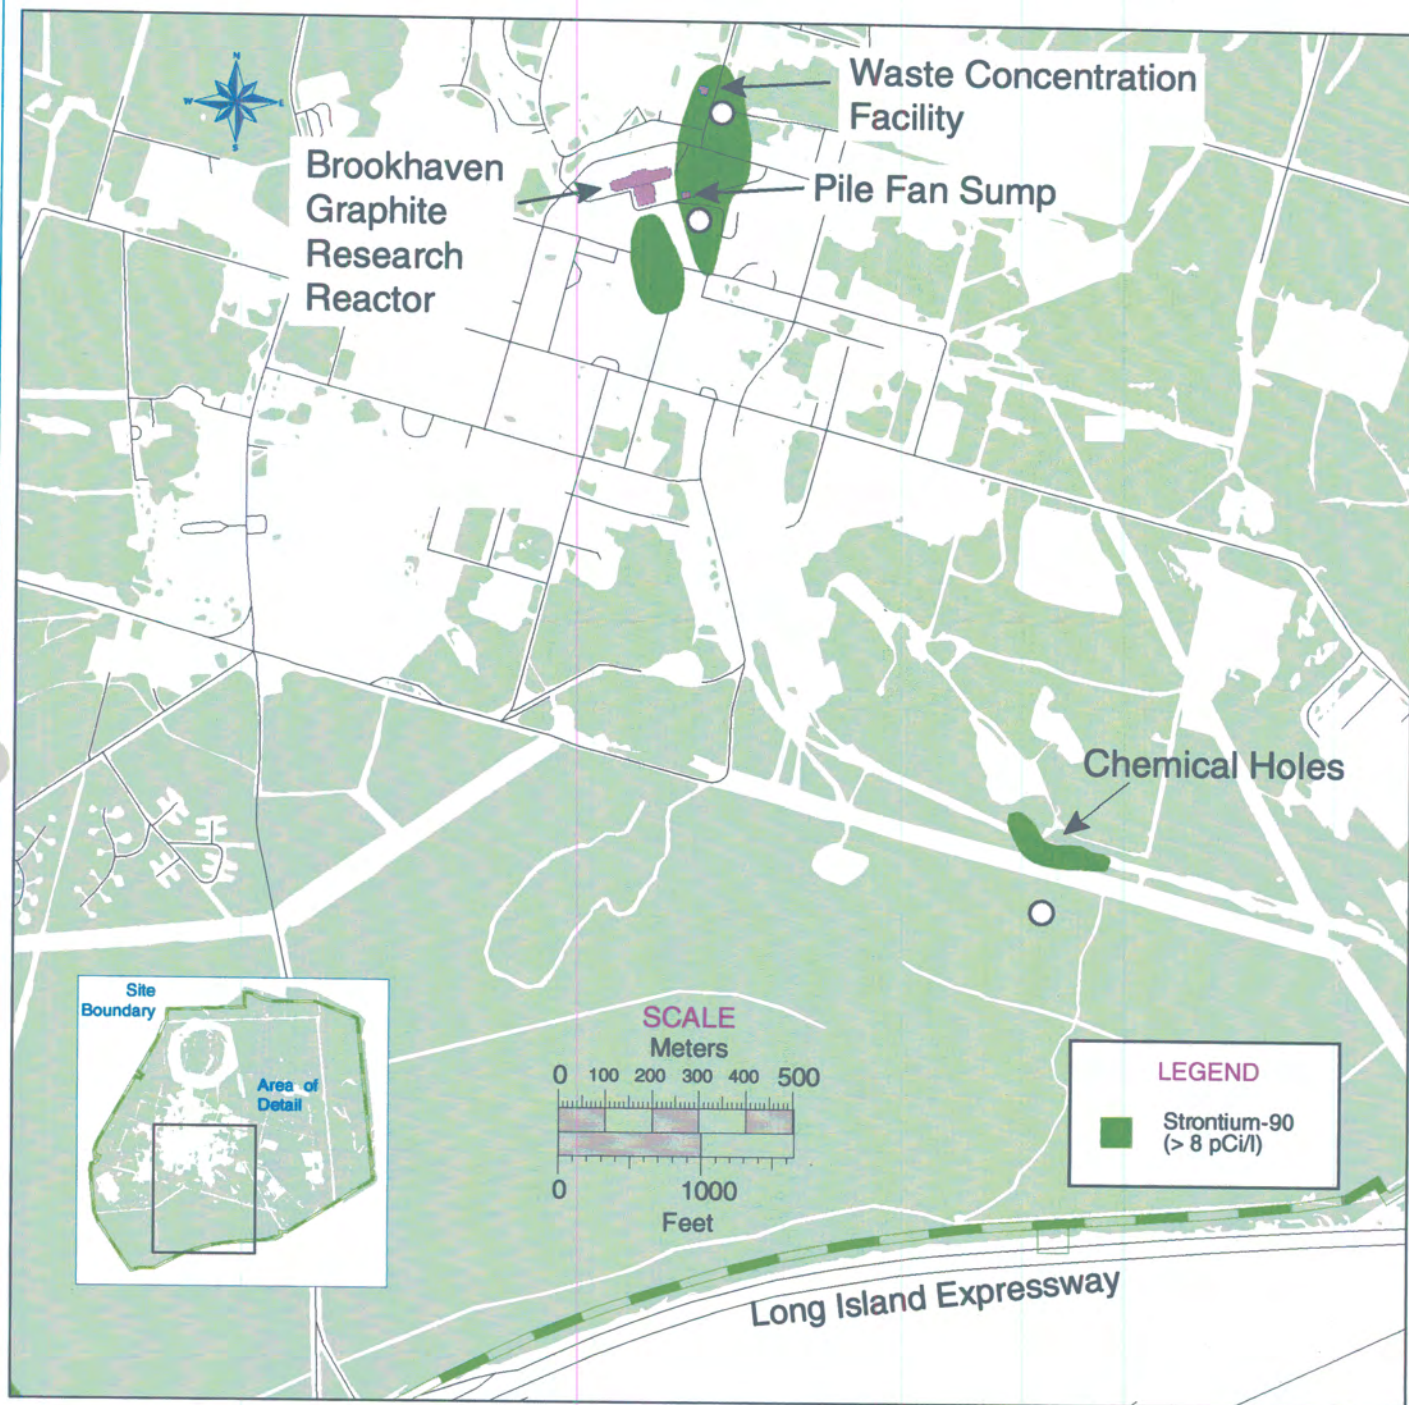 N
W
L
S
Waste Concentration
Facility
Brookhaven
Graphite
Research
Reactor
Pile Fan Sump
Chemical Holes
Site
Boundary
Area of
Detail
SCALE
Meters
0 100 200 300 400 500
0 1000
Feet
LEGEND
Strontium-90
(> 8 pCi/l)
Long Island Expressway